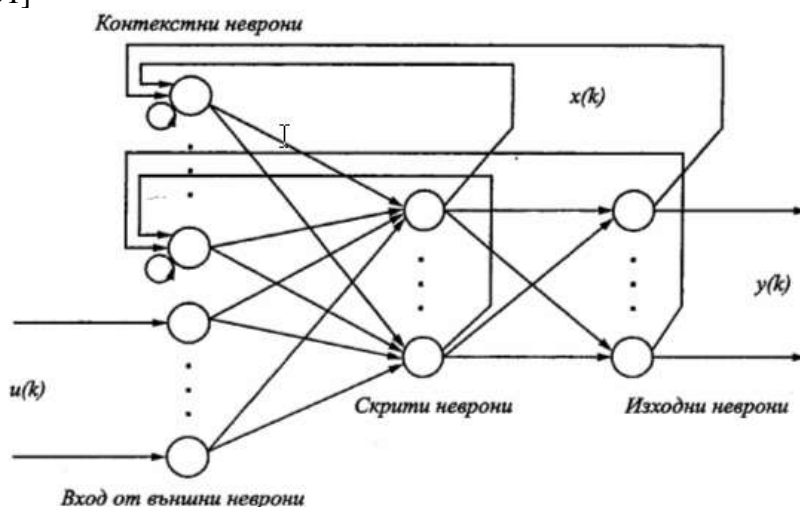 Контекстни неврони
x(k)
y(k)
u(k)
Скрити неврони
Изходни неврони
Вход от външни неврони